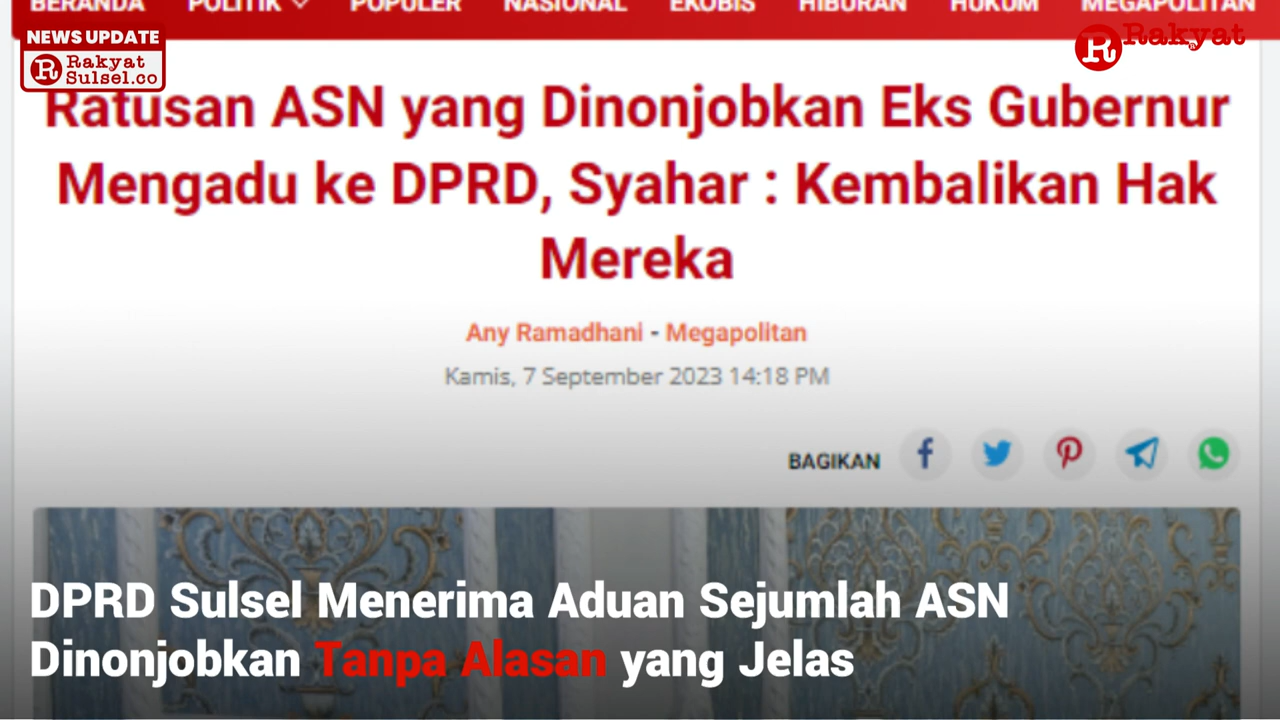 BERANDA POLITIK POPULER NASIONAL EKOBIS HIBURAN HUKUM MEGAPOLITAN
NEWS UPDATE
R Rakyat
Sulsel.co
R Rakyat
Ratusan ASN yang Dinonjobkan Eks Gubernur
Mengadu ke DPRD, Syahar : Kembalikan Hak
Mereka
Any Ramadhani - Megapolitan
Kamis, 7 September 2023 14:18 PM
BAGIKAN
DPRD Sulsel Menerima Aduan Sejumlah ASN
Dinonjobkan Tanpa Alasan yang Jelas